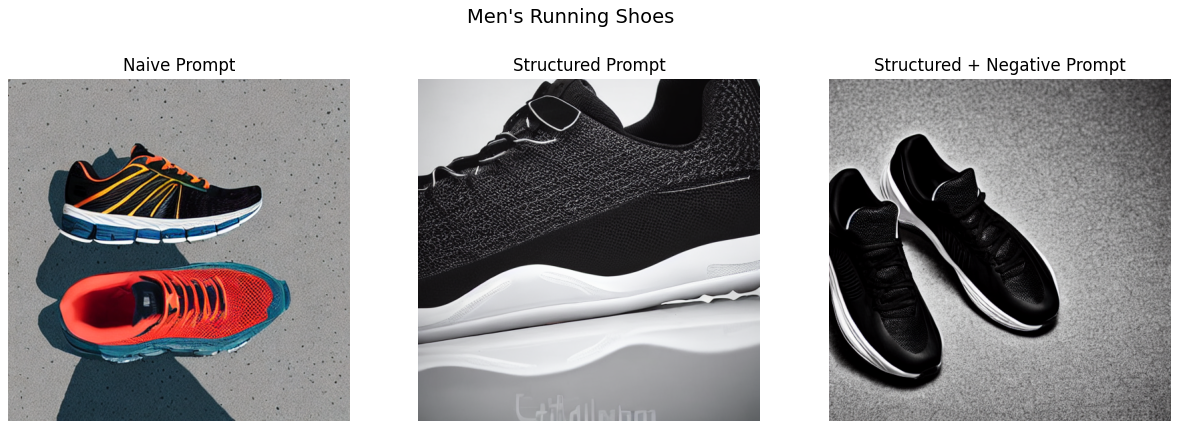 Men's Running Shoes
Naive Prompt
Structured Prompt
Structured + Negative Prompt